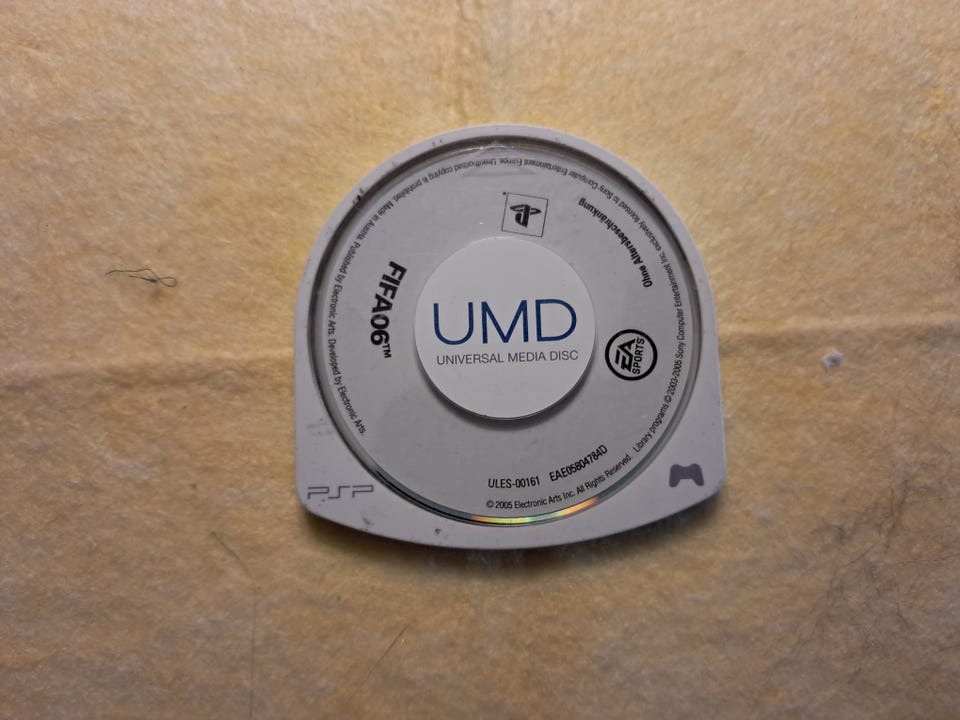 UMD
UNIVERSAL MEDIA DISC
FIFA06™
Ohne Altersbeschränkung
EA
SPORTS™
ULES-00161 EAE05804784D
© 2005 Electronic Arts Inc. All Rights Reserved. Library programs © 2003-2005 Sony Computer Entertainment Inc. exclusively licensed to Sony Computer Entertainment Europe. Unauthorised copying is prohibited. Made in Austria. Published by Electronic Arts. Developed by Electronic Arts.
PSP